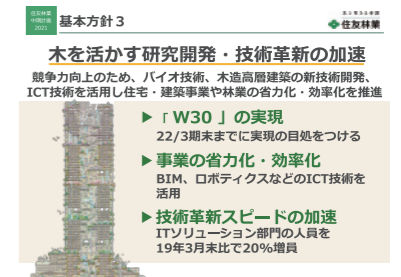 住友林業
中期計画
2021
基本方針３
住友林業
木を活かす研究開発・技術革新の加速
競争力向上のため、バイオ技術、木造高層建築の新技術開発、
ICT技術を活用し住宅・建築事業や林業の省力化・効率化を推進
▶「 W30 」の実現
22/3期末までに実現の目処をつける
▶事業の省力化・効率化
BIM、ロボティクスなどのICT技術を
活用
▶技術革新スピードの加速
ITソリューション部門の人員を
19年3月末比で20%増員